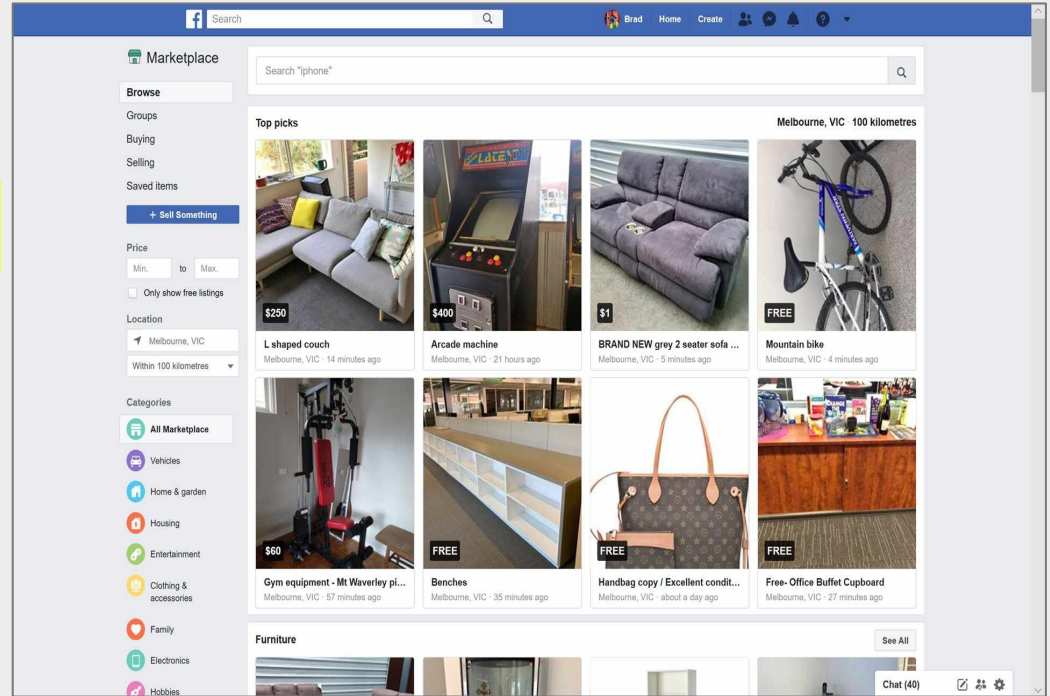 f
Search
Brad
Home
Create
?
Marketplace
Browse
Groups
Buying
Selling
Saved items
+ Sell Something
Price
Min. to Max.
Only show free listings
Location
Melbourne, VIC
Within 100 kilometres
Categories
All Marketplace
Vehicles
Home & garden
Housing
Entertainment
Clothing &
accessories
Family
Electronics
Hobbies
Search "iphone"
Top picks
Melbourne, VIC · 100 kilometres
$250
L shaped couch
Melbourne, VIC · 14 minutes ago
$400
Arcade machine
Melbourne, VIC · 21 hours ago
$1
BRAND NEW grey 2 seater sofa ...
Melbourne, VIC · 5 minutes ago
FREE
Mountain bike
Melbourne, VIC · 4 minutes ago
$60
Gym equipment - Mt Waverley pi...
Melbourne, VIC · 57 minutes ago
FREE
Benches
Melbourne, VIC · 35 minutes ago
FREE
Handbag copy / Excellent condit...
Melbourne, VIC · about a day ago
FREE
Free- Office Buffet Cupboard
Melbourne, VIC · 27 minutes ago
Furniture
See All
Chat (40)